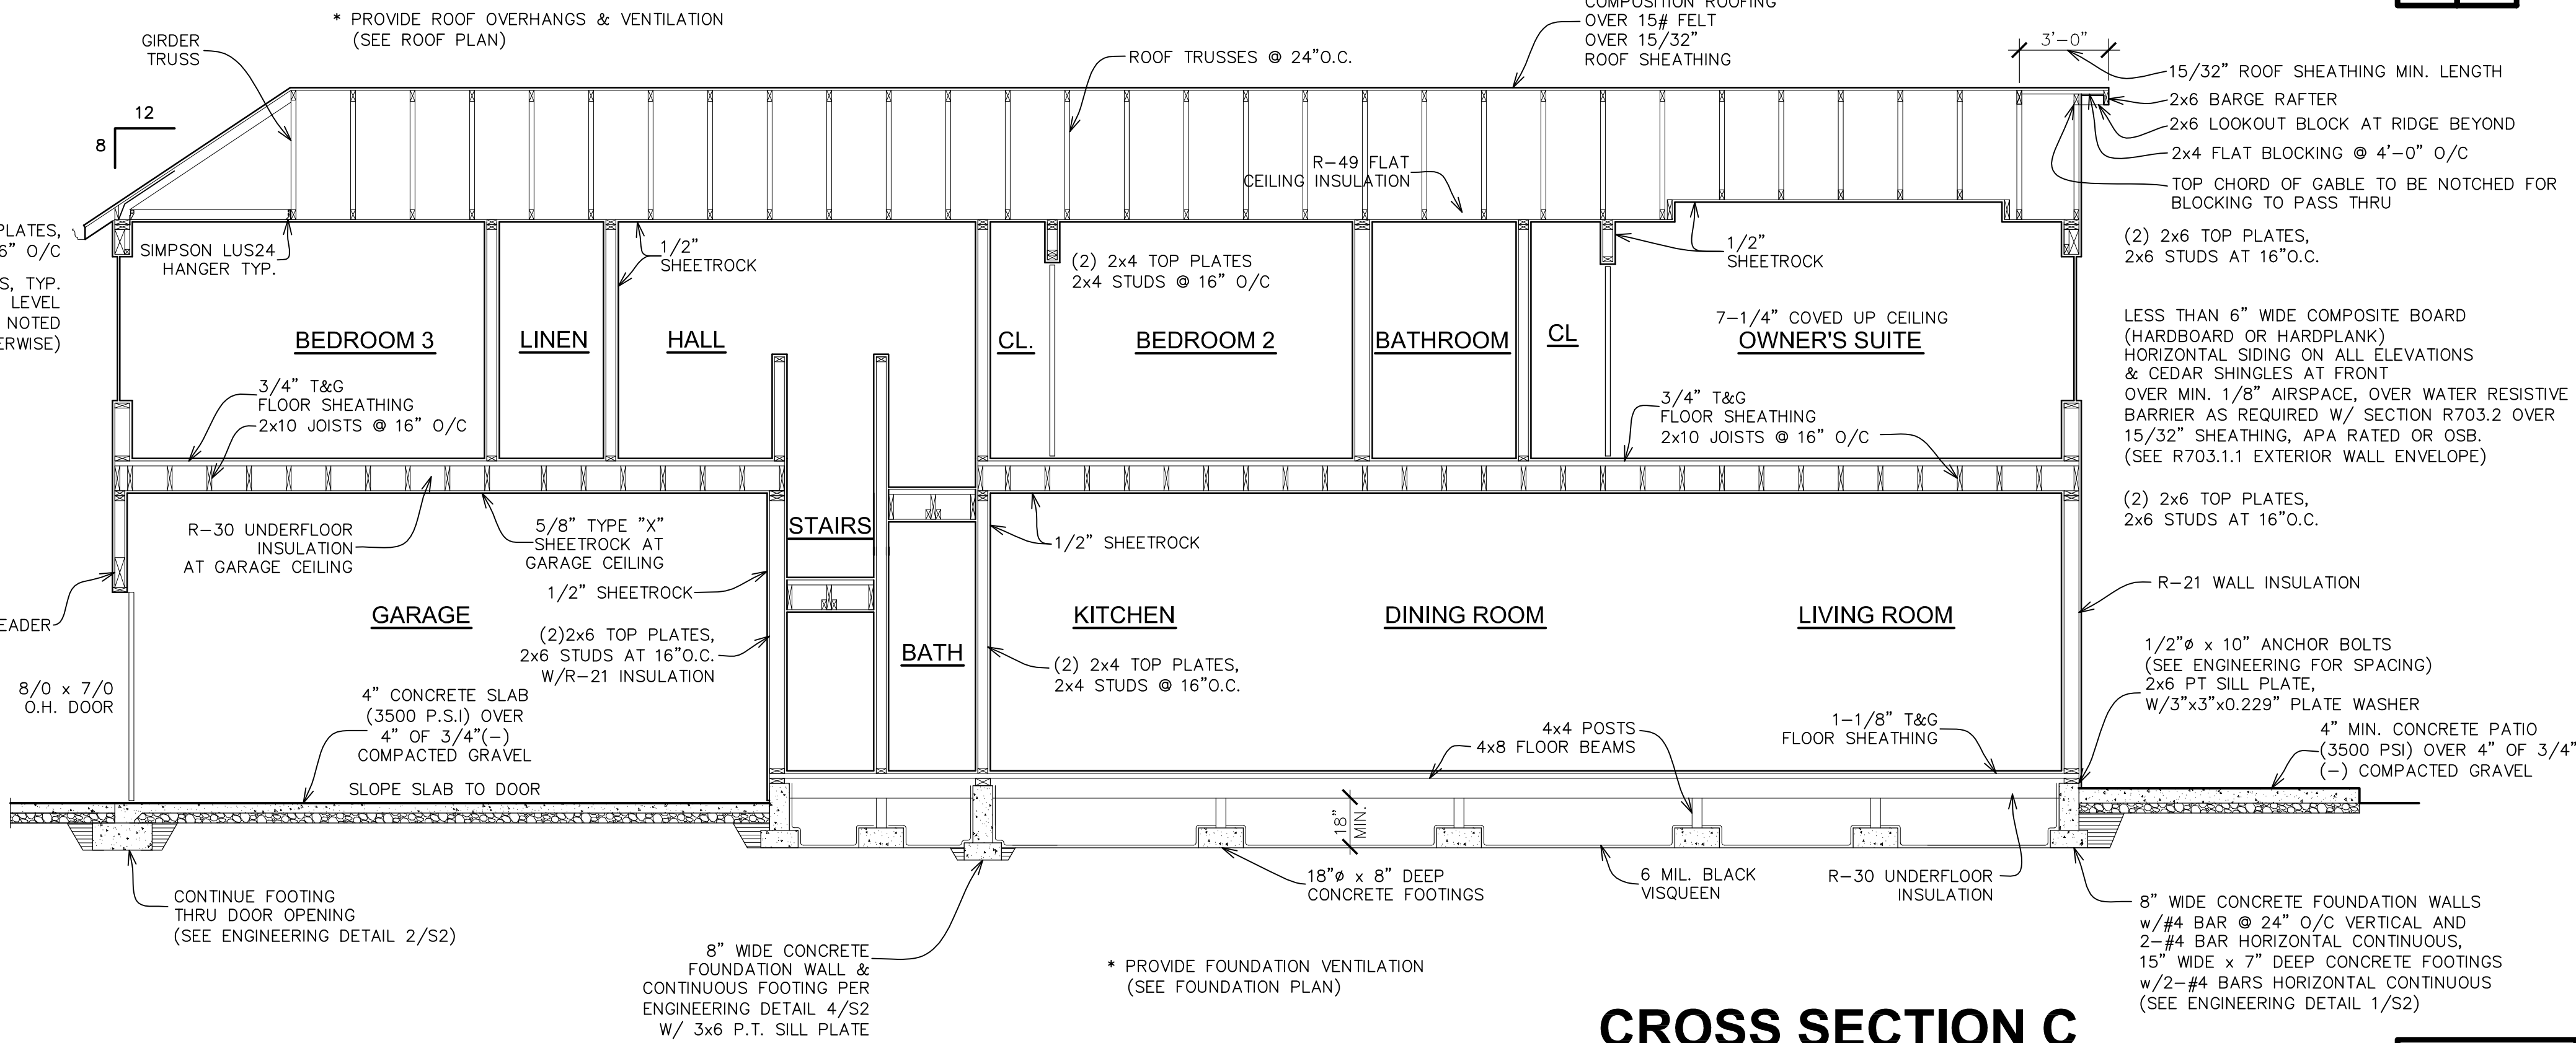 * PROVIDE ROOF OVERHANGS & VENTILATION
(SEE ROOF PLAN)
GIRDER
TRUSS
ROOF TRUSSES @ 24"O.C.
COMPOSITION ROOFING
OVER 15# FELT
OVER 15/32"
ROOF SHEATHING
3'-0"
15/32" ROOF SHEATHING MIN. LENGTH
2x6 BARGE RAFTER
2x6 LOOKOUT BLOCK AT RIDGE BEYOND
2x4 FLAT BLOCKING @ 4'-0" O/C
TOP CHORD OF GABLE TO BE NOTCHED FOR
BLOCKING TO PASS THRU
12
8
R-49 FLAT
CEILING INSULATION
PLATES,
6" O/C
S, TYP.
LEVEL
NOTED
ERWISE)
SIMPSON LUS24
HANGER TYP.
1/2"
SHEETROCK
(2) 2x4 TOP PLATES
2x4 STUDS @ 16" O/C
1/2"
SHEETROCK
(2) 2x6 TOP PLATES,
2x6 STUDS AT 16"O.C.
7-1/4" COVED UP CEILING
BEDROOM 3
LINEN
HALL
CL.
BEDROOM 2
BATHROOM
CL
OWNER'S SUITE
LESS THAN 6" WIDE COMPOSITE BOARD
(HARDBOARD OR HARDPLANK)
HORIZONTAL SIDING ON ALL ELEVATIONS
& CEDAR SHINGLES AT FRONT
OVER MIN. 1/8" AIRSPACE, OVER WATER RESISTIVE
BARRIER AS REQUIRED W/ SECTION R703.2 OVER
15/32" SHEATHING, APA RATED OR OSB.
(SEE R703.1.1 EXTERIOR WALL ENVELOPE)
3/4" T&G
FLOOR SHEATHING
2x10 JOISTS @ 16" O/C
3/4" T&G
FLOOR SHEATHING
2x10 JOISTS @ 16" O/C
(2) 2x6 TOP PLATES,
2x6 STUDS AT 16"O.C.
R-30 UNDERFLOOR
INSULATION
AT GARAGE CEILING
5/8" TYPE "X"
SHEETROCK AT
GARAGE CEILING
STAIRS
1/2" SHEETROCK
1/2" SHEETROCK
R-21 WALL INSULATION
EADER
GARAGE
KITCHEN
DINING ROOM
LIVING ROOM
(2)2x6 TOP PLATES,
2x6 STUDS AT 16"O.C.
W/R-21 INSULATION
BATH
(2) 2x4 TOP PLATES,
2x4 STUDS @ 16"O.C.
1/2"ø x 10" ANCHOR BOLTS
(SEE ENGINEERING FOR SPACING)
2x6 PT SILL PLATE,
W/3"x3"x0.229" PLATE WASHER
8/0 x 7/0
O.H. DOOR
4" CONCRETE SLAB
(3500 P.S.I) OVER
4" OF 3/4"(-)
COMPACTED GRAVEL
SLOPE SLAB TO DOOR
4x4 POSTS
4x8 FLOOR BEAMS
1-1/8" T&G
FLOOR SHEATHING
4" MIN. CONCRETE PATIO
(3500 PSI) OVER 4" OF 3/4"
(-) COMPACTED GRAVEL
18"
MIN.
CONTINUE FOOTING
THRU DOOR OPENING
(SEE ENGINEERING DETAIL 2/S2)
18"ø x 8" DEEP
CONCRETE FOOTINGS
6 MIL. BLACK
VISQUEEN
R-30 UNDERFLOOR
INSULATION
8" WIDE CONCRETE FOUNDATION WALLS
w/#4 BAR @ 24" O/C VERTICAL AND
2-#4 BAR HORIZONTAL CONTINUOUS,
15" WIDE x 7" DEEP CONCRETE FOOTINGS
w/2-#4 BARS HORIZONTAL CONTINUOUS
(SEE ENGINEERING DETAIL 1/S2)
8" WIDE CONCRETE
FOUNDATION WALL &
CONTINUOUS FOOTING PER
ENGINEERING DETAIL 4/S2
W/ 3x6 P.T. SILL PLATE
* PROVIDE FOUNDATION VENTILATION
(SEE FOUNDATION PLAN)
CROSS SECTION C